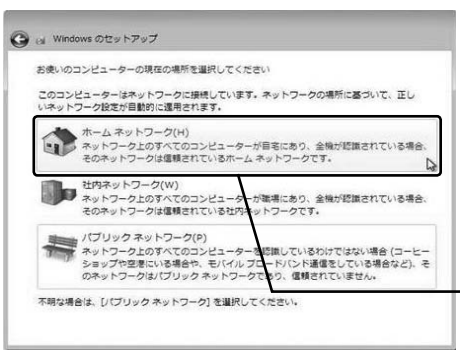 Windows のセットアップ
お使いのコンピューターの現在の場所を選択してください
このコンピューターはネットワークに接続しています。ネットワークの場所に基づいて、正し
いネットワーク設定が自動的に適用されます。
ホーム ネットワーク(H)
ネットワーク上のすべてのコンピューターが自宅にあり、全機が認識されている場合、
そのネットワークは信頼されているホーム ネットワークです。
社内ネットワーク(W)
ネットワーク上のすべてのコンピューターが職場にあり、全機が認識されている場合、
そのネットワークは信頼されている社内ネットワークです。
パブリック ネットワーク(P)
ネットワーク上のすべてのコンピューターを認識しているわけではない場合 (コーヒー
ショップや空港にいる場合や、モバイル ブロードバンド通信をしている場合など)、そ
のネットワークはパブリック ネットワークであり、信頼されていません。
不明な場合は、[パブリック ネットワーク] を選択してください。